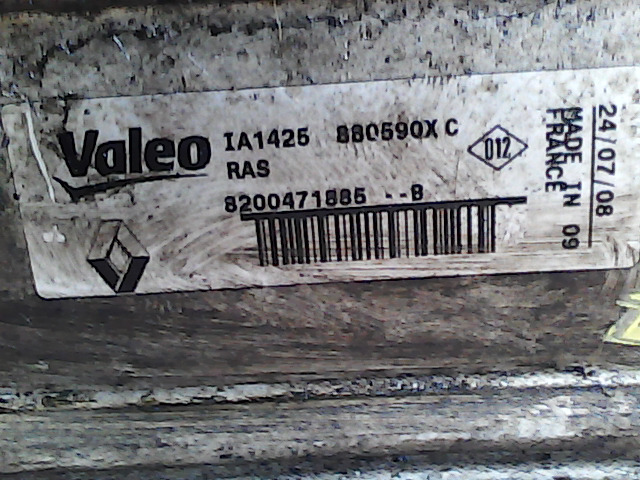 Valeo
IA1425 880590X C
RAS
8200471885 --B
012
MADE IN
FRANCE
09
24/07/08